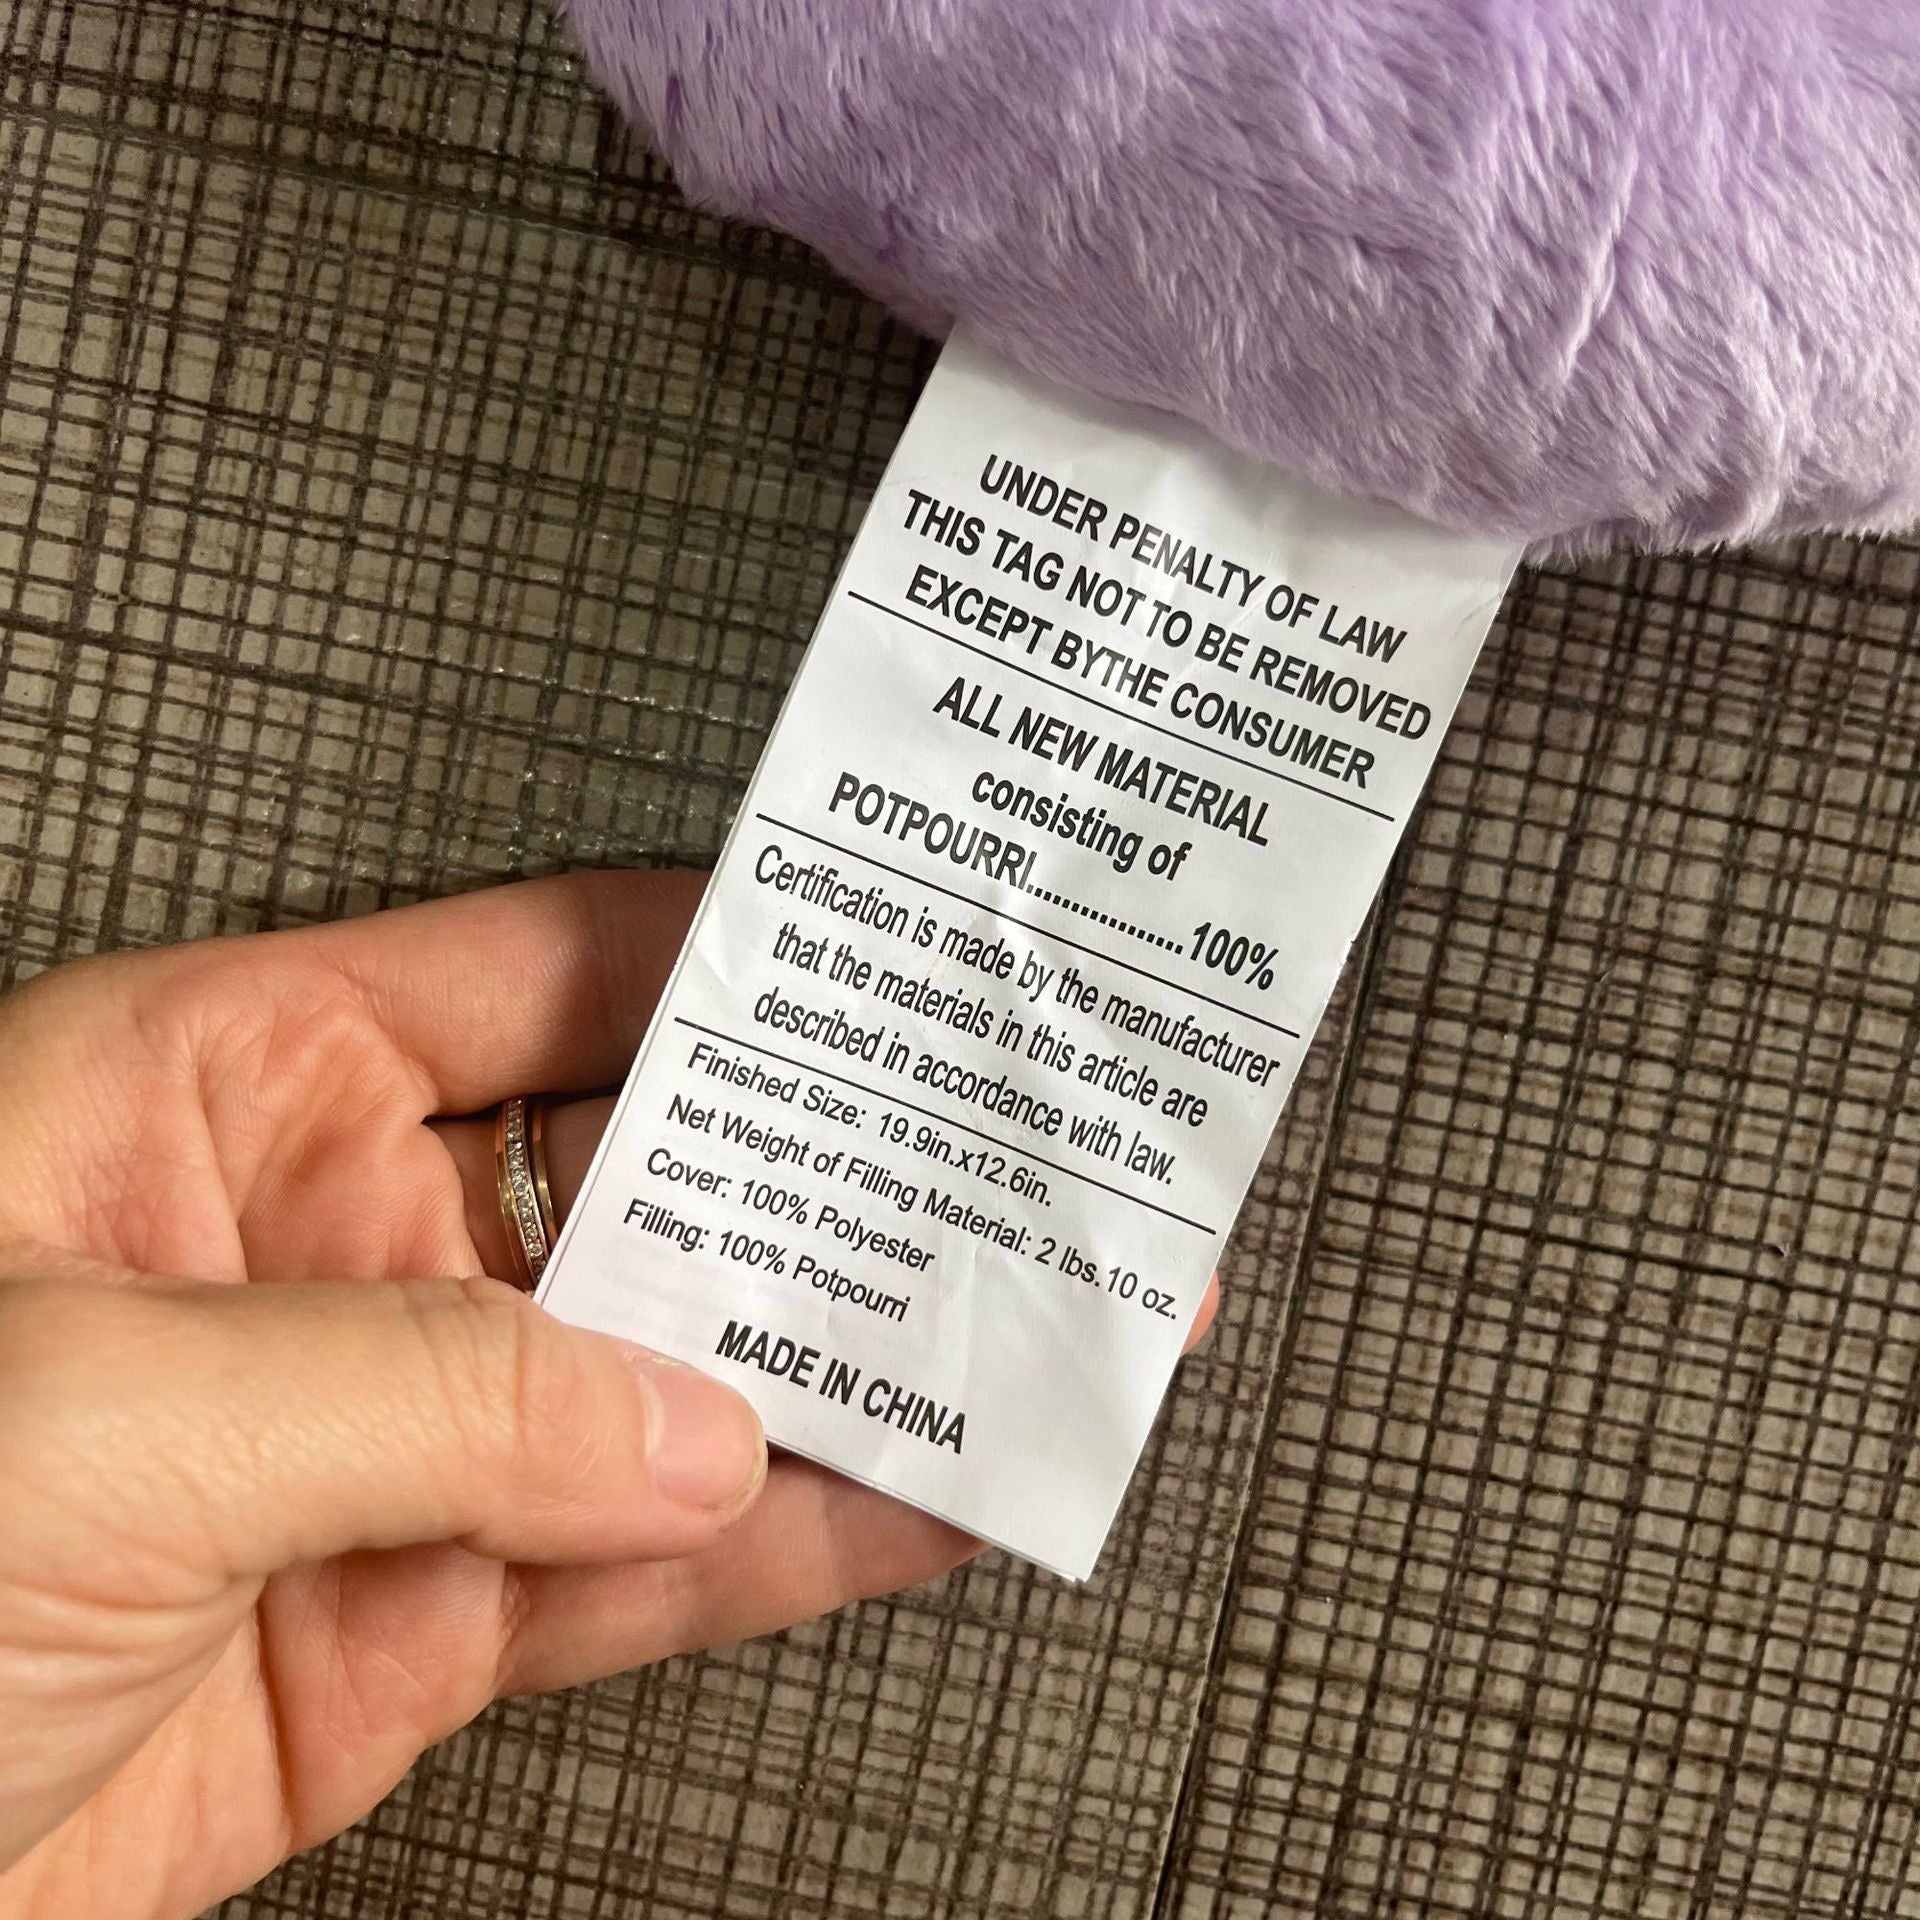 UNDER PENALTY OF LAW
THIS TAG NOT TO BE REMOVED
EXCEPT BYTHE CONSUMER
ALL NEW MATERIAL
consisting of
POTPOURRI.................100%
Certification is made by the manufacturer
that the materials in this article are
described in accordance with law.
Finished Size: 19.9in.x12.6in.
Net Weight of Filling Material: 2 lbs. 10 oz.
Cover: 100% Polyester
Filling: 100% Potpourri
MADE IN CHINA